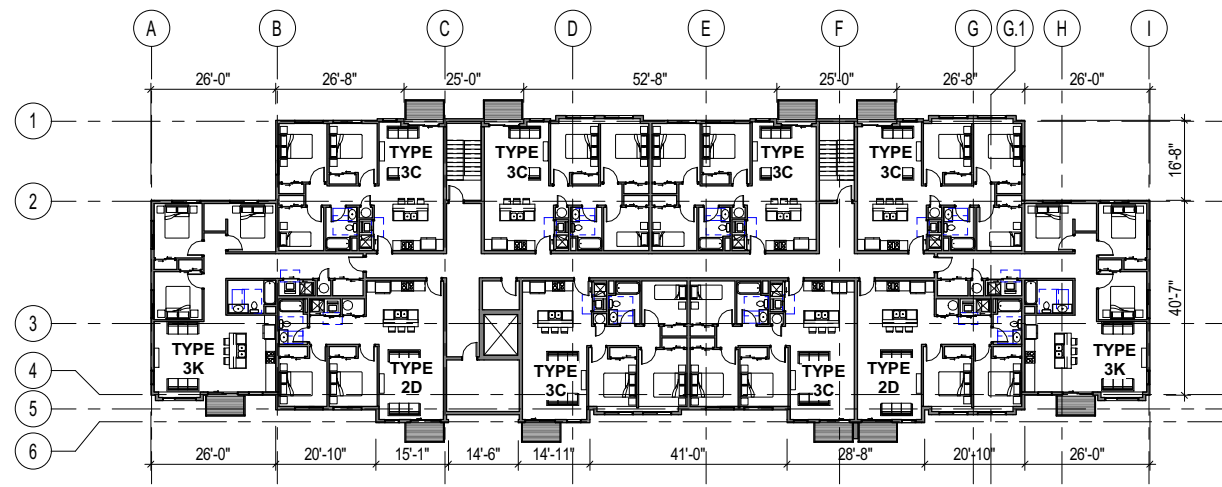 A B C D E F G G.1 H I
26'-0" 26'-8" 25'-0" 52'-8" 25'-0" 26'-8" 26'-0"
1
16'-8"
TYPE 3C
TYPE 3C
TYPE 3C
TYPE 3C
2
40'-7"
3
TYPE 3K
TYPE 2D
TYPE 3C
TYPE 3C
TYPE 2D
TYPE 3K
4
5
6
26'-0" 20'-10" 15'-1" 14'-6" 14'-11" 41'-0" 28'-8" 20'-10" 26'-0"